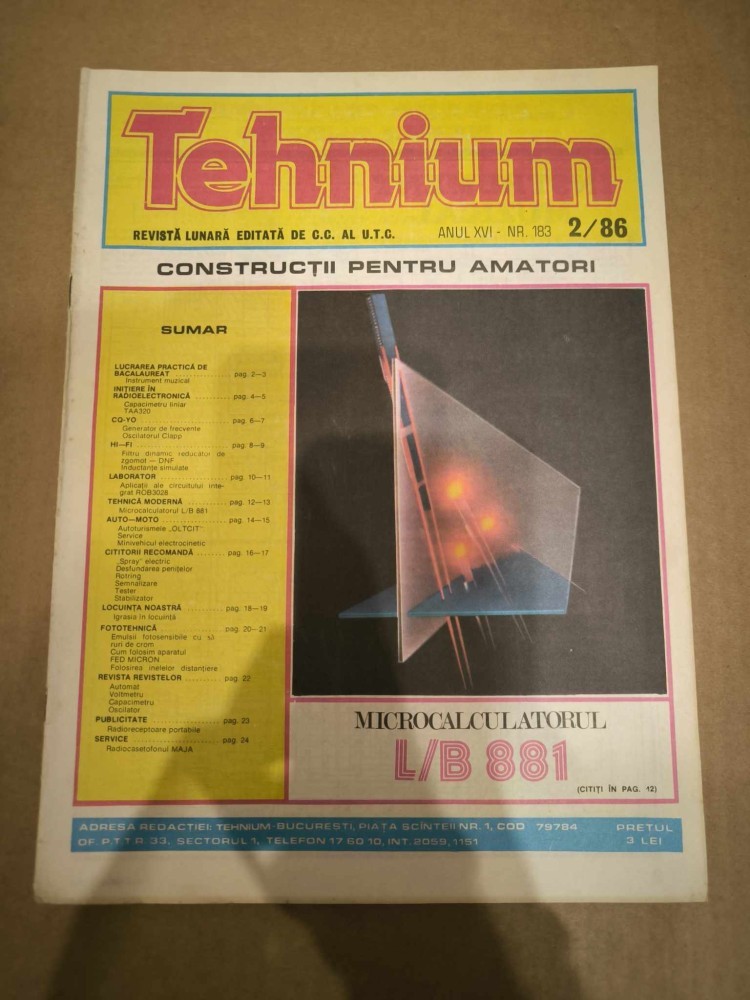 Tehnium
REVISTĂ LUNARĂ EDITATĂ DE C.C. AL U.T.C. ANUL XVI - NR. 183 2/86
CONSTRUCȚII PENTRU AMATORI
SUMAR
LUCRAREA PRACTICĂ DE
BACALAUREAT .......... pag. 2—3
Instrument muzical
INIȚIERE ÎN
RADIOELECTRONICĂ .......... pag. 4—5
Capacimetru liniar
TAA320
CQ-YO .......... pag. 6—7
Generator de frecvențe
Oscilatorul Clapp
HI—FI .......... pag. 8—9
Filtru dinamic reducător de
zgomot — DNF
Inductanțe simulate
LABORATOR .......... pag. 10—11
Aplicații ale circuitului inte-
grat ROB3028
TEHNICĂ MODERNĂ .......... pag. 12—13
Microcalculatorul L/B 881
AUTO—MOTO .......... pag. 14—15
Autoturismele „OLTCIT”
Service
Minivehicul electrocinetic
CITITORII RECOMANDĂ .......... pag. 16—17
„Spray” electric
Desfundarea penițelor
Rotring
Semnalizare
Tester
Stabilizator
LOCUINȚA NOASTRĂ .......... pag. 18—19
Igrasia în locuință
FOTOTEHNICĂ .......... pag. 20—21
Emulsii fotosensibile cu să-
ruri de crom
Cum folosim aparatul
FED MICRON
Folosirea inelelor distanțiere
REVISTA REVISTELOR .......... pag. 22
Automat
Voltmetru
Capacimetru
Oscilator
PUBLICITATE .......... pag. 23
Radioreceptoare portabile
SERVICE .......... pag. 24
Radiocasetofonul MAJA
MICROCALCULATORUL
L/B 881
(CITIȚI ÎN PAG. 12)
ADRESA REDACȚIEI: TEHNIUM-BUCUREȘTI, PIAȚA SCÎNTEII NR. 1, COD 79784 PREȚUL
OF. P.T.T.R. 33, SECTORUL 1, TELEFON 17 60 10, INT. 2059, 1151 3 LEI